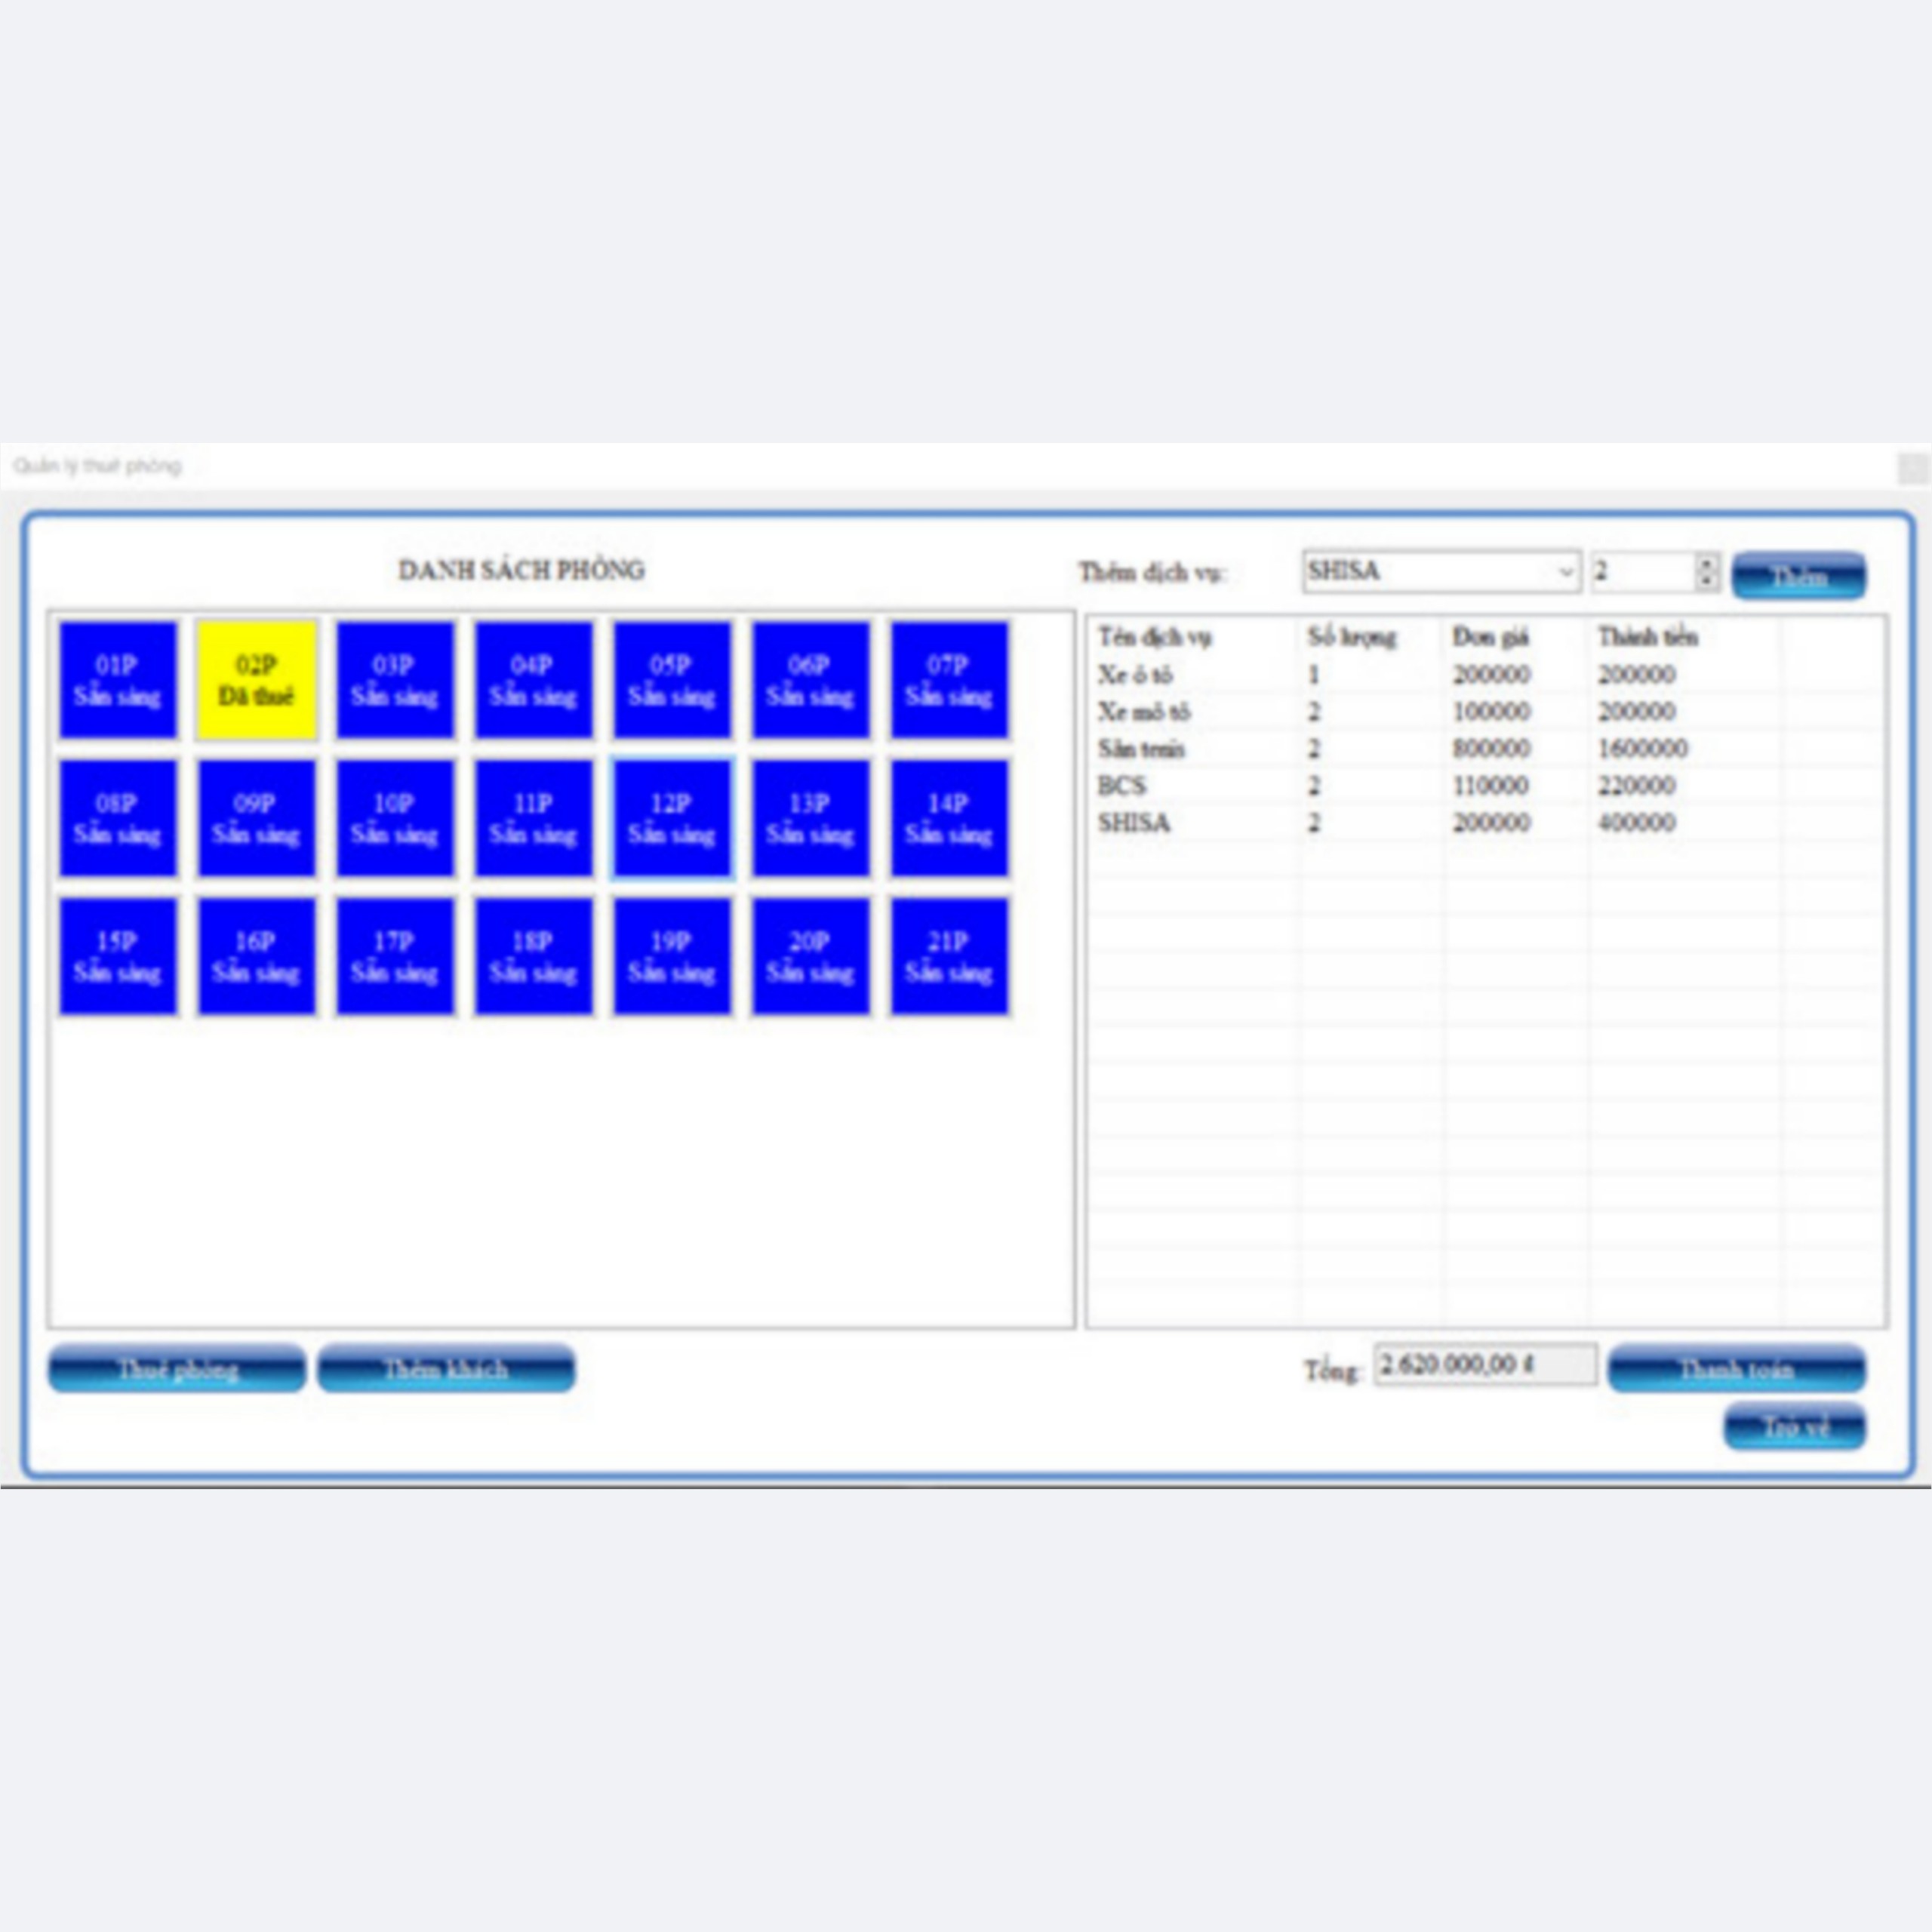 Quản lý thuê phòng
DANH SÁCH PHÒNG
01P
Sẵn sàng
02P
Đã thuê
03P
Sẵn sàng
04P
Sẵn sàng
05P
Sẵn sàng
06P
Sẵn sàng
07P
Sẵn sàng
08P
Sẵn sàng
09P
Sẵn sàng
10P
Sẵn sàng
11P
Sẵn sàng
12P
Sẵn sàng
13P
Sẵn sàng
14P
Sẵn sàng
15P
Sẵn sàng
16P
Sẵn sàng
17P
Sẵn sàng
18P
Sẵn sàng
19P
Sẵn sàng
20P
Sẵn sàng
21P
Sẵn sàng
Thuê phòng Thêm khách
Thêm dịch vụ: SHISA 2 Thêm
Tên dịch vụ Số lượng Đơn giá Thành tiền
Xe ô tô 1 200000 200000
Xe mô tô 2 100000 200000
Sân tenis 2 800000 1600000
BCS 2 110000 220000
SHISA 2 200000 400000
Tổng: 2.620.000,00 ₫ Thanh toán
Trở về